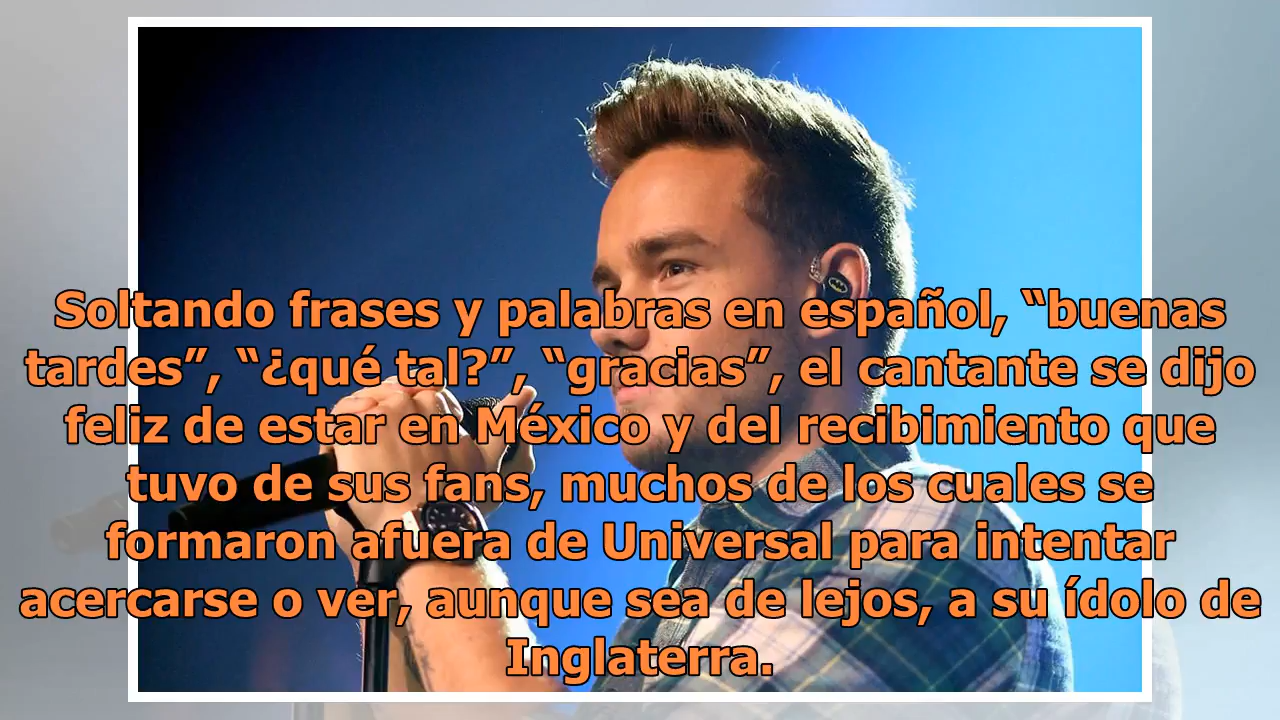 Soltando frases y palabras en español, “buenas
tardes”, “¿qué tal?”, “gracias”, el cantante se dijo
feliz de estar en México y del recibimiento que
tuvo de sus fans, muchos de los cuales se
formaron afuera de Universal para intentar
acercarse o ver, aunque sea de lejos, a su ídolo de
Inglaterra.